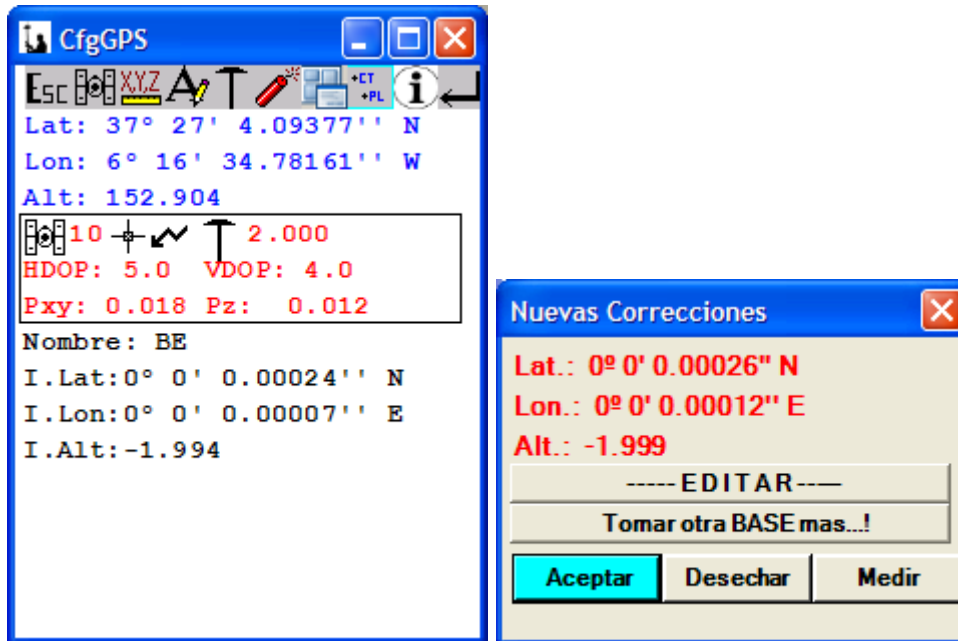 CfgGPS
Esc X,Y,Z +CT +PL i
Lat: 37° 27' 4.09377'' N
Lon: 6° 16' 34.78161'' W
Alt: 152.904
10 2.000
HDOP: 5.0 VDOP: 4.0
Pxy: 0.018 Pz: 0.012
Nombre: BE
I.Lat:0° 0' 0.00024'' N
I.Lon:0° 0' 0.00007'' E
I.Alt:-1.994
Nuevas Correcciones
Lat.: 0º 0' 0.00026'' N
Lon.: 0º 0' 0.00012'' E
Alt.: -1.999
-----EDITAR-----
Tomar otra BASE mas...!
Aceptar Desechar Medir